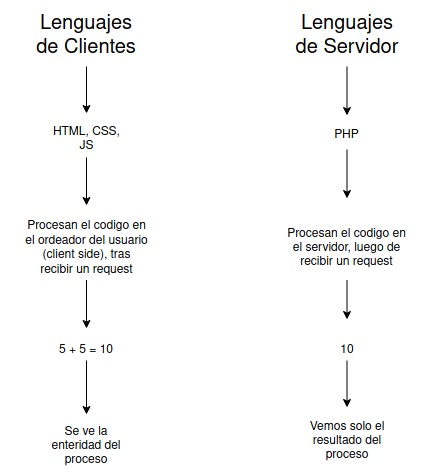 Lenguajes
de Clientes
HTML, CSS,
JS
Procesan el codigo en
el ordeador del usuario
(client side), tras
recibir un request
5 + 5 = 10
Se ve la
enteridad del
proceso
Lenguajes
de Servidor
PHP
Procesan el codigo en
el servidor, luego de
recibir un request
10
Vemos solo el
resultado del
proceso